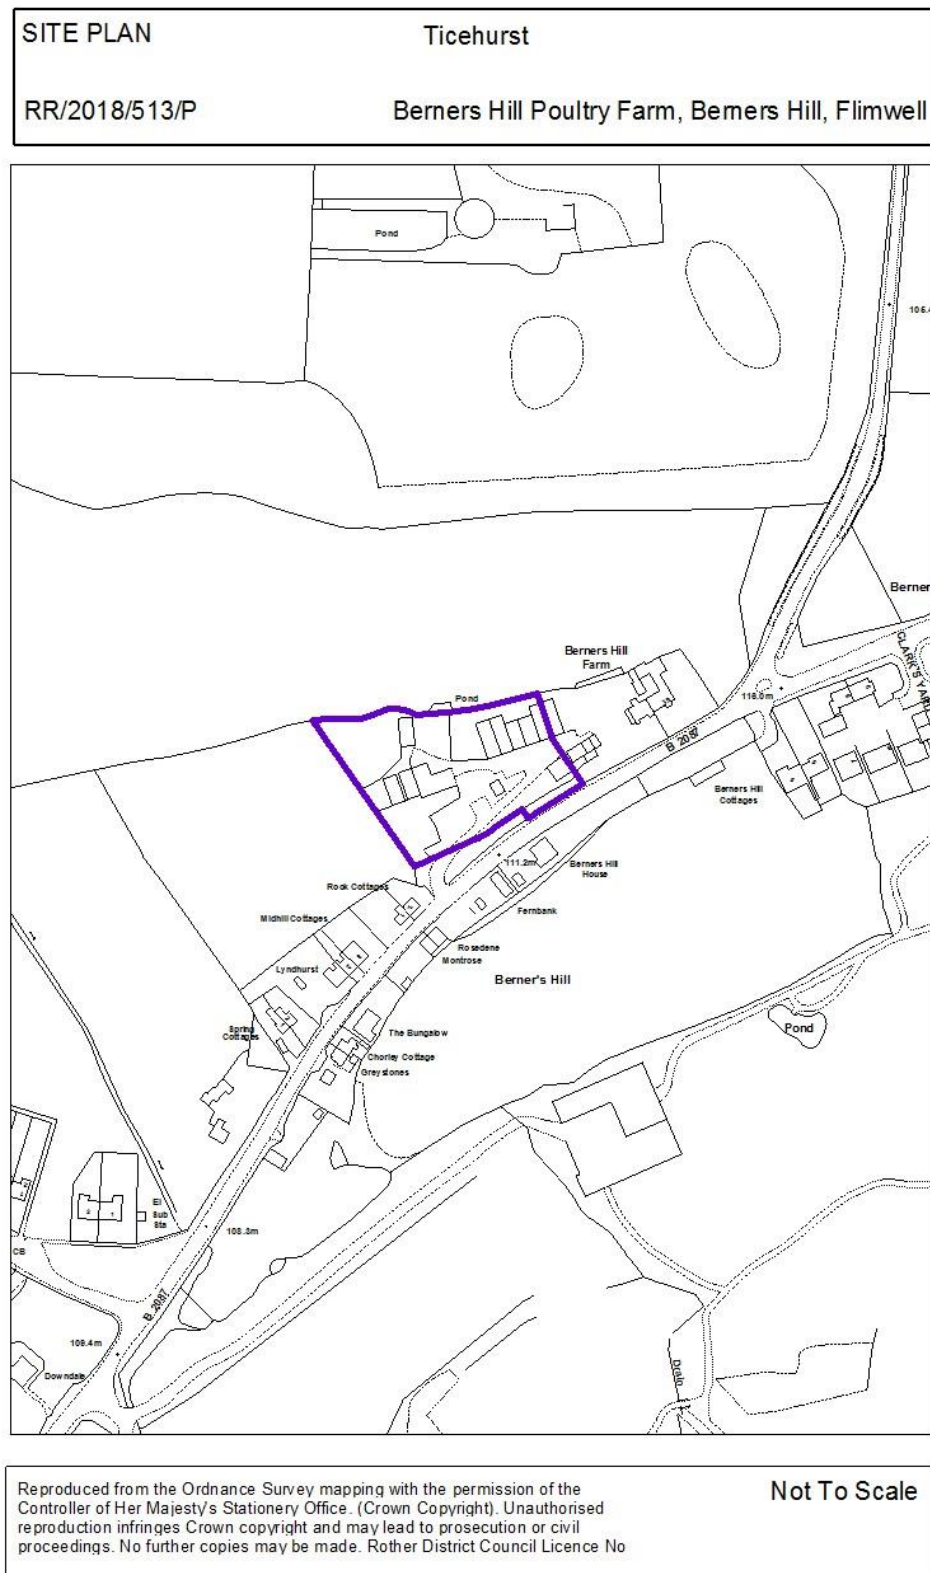 SITE PLAN
Ticehurst
RR/2018/513/P
Berners Hill Poultry Farm, Berners Hill, Flimwell
Pond
Berners Hill
Farm
Pond
116.0m
CLARK'S
B 2087
Berners Hill
Cottages
111.2m
Berners Hill
House
Rook Cottages
Fernbank
Midhill Cottages
Rosedene
Montrose
Lyndhurst
Berner's Hill
Spring
Cottages
The Bungalow
Pond
Chorley Cottage
Greystones
El
Sub
Sta
2
1
108.8m
CB
B 2087
109.4m
Downdale
Drain
Reproduced from the Ordnance Survey mapping with the permission of the
Controller of Her Majesty's Stationery Office. (Crown Copyright). Unauthorised
reproduction infringes Crown copyright and may lead to prosecution or civil
proceedings. No further copies may be made. Rother District Council Licence No
Not To Scale